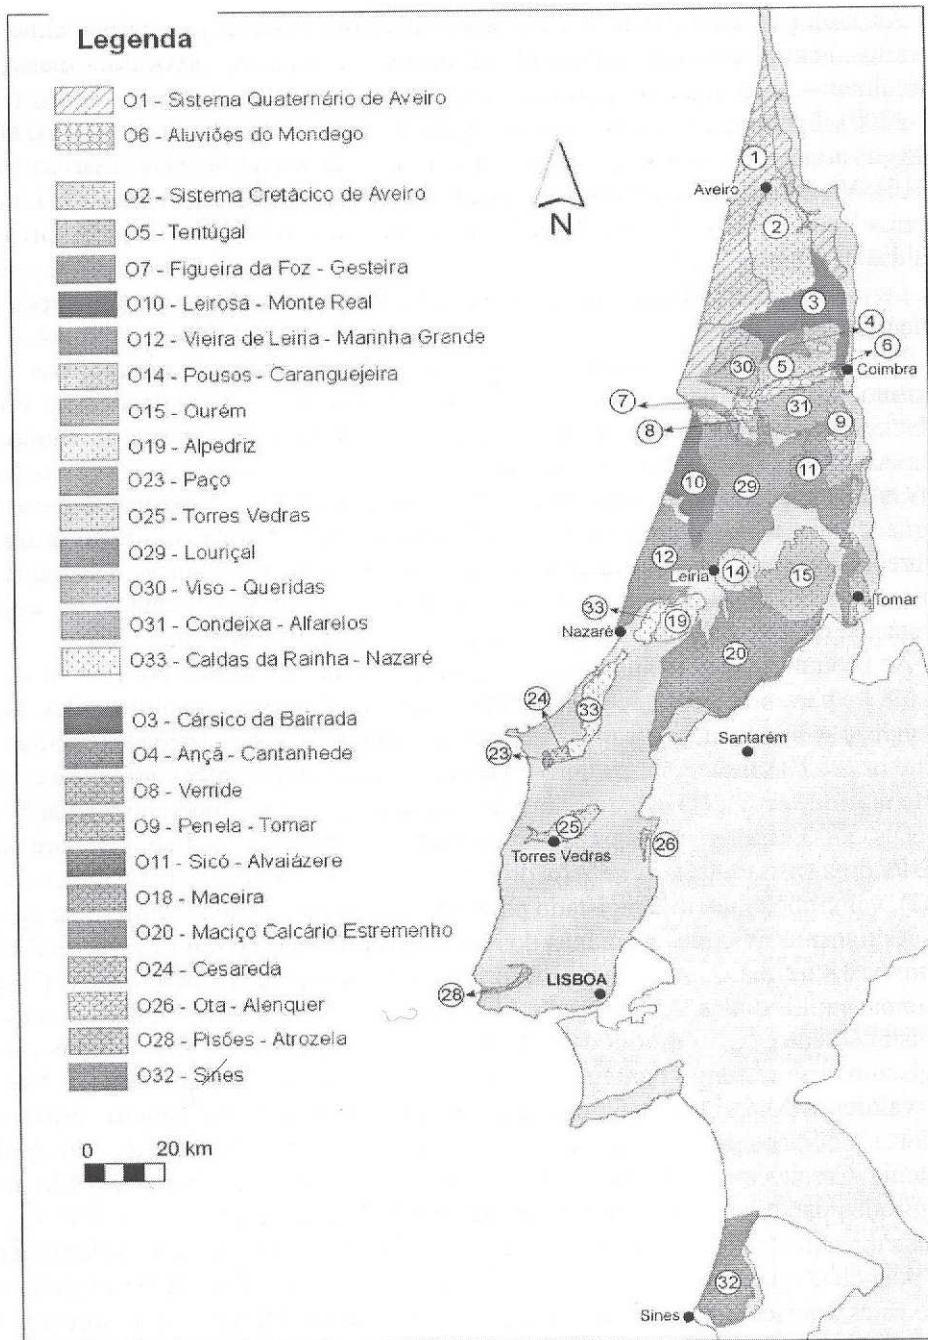 Legenda
O1 - Sistema Quaternário de Aveiro
O6 - Aluviões do Mondego
O2 - Sistema Cretácico de Aveiro
O5 - Tentúgal
O7 - Figueira da Foz - Gesteira
O10 - Leirosa - Monte Real
O12 - Vieira de Leiria - Marinha Grande
O14 - Pousos - Caranguejeira
O15 - Ourém
O19 - Alpedriz
O23 - Paço
O25 - Torres Vedras
O29 - Louriçal
O30 - Viso - Queridas
O31 - Condeixa - Alfarelos
O33 - Caldas da Rainha - Nazaré
O3 - Cársico da Bairrada
O4 - Ançã - Cantanhede
O8 - Verride
O9 - Penela - Tomar
O11 - Sicó - Alvaiázere
O18 - Maceira
O20 - Maciço Calcário Estremenho
O24 - Cesareda
O26 - Ota - Alenquer
O28 - Pisões - Atrozela
O32 - Sines
0 20 km
N
1
Aveiro
2
3
4
6
30
5
Coimbra
7
31
8
9
11
10
29
12
Leiria
14
15
Tomar
33
19
Nazaré
20
24
33
Santarém
23
25
26
Torres Vedras
LISBOA
28
32
Sines